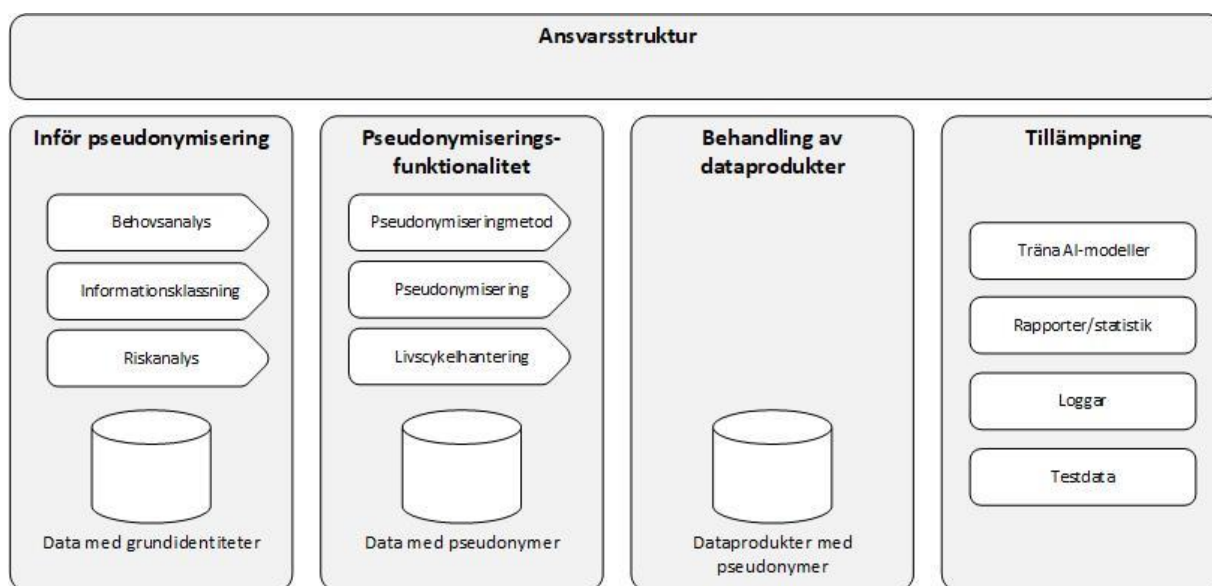 Ansvarsstruktur
Inför pseudonymisering
Behovsanalys
Informationsklassning
Riskanalys
Data med grundidentiteter
Pseudonymiserings-
funktionalitet
Pseudonymiseringmetod
Pseudonymisering
Livscykelhantering
Data med pseudonymer
Behandling av
dataprodukter
Dataprodukter med
pseudonymer
Tillämpning
Träna AI-modeller
Rapporter/statistik
Loggar
Testdata